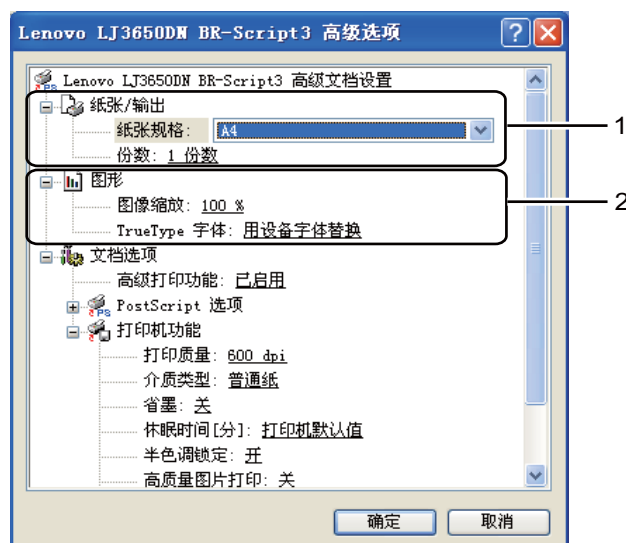 Lenovo LJ3650DN BR-Script3 高级选项
Lenovo LJ3650DN BR-Script3 高级文档设置
纸张/输出
纸张规格: A4
1
份数: 1 份数
图形
图像缩放: 100 %
2
TrueType 字体: 用设备字体替换
文档选项
高级打印功能: 已启用
PS PostScript 选项
打印机功能
打印质量: 600 dpi
介质类型: 普通纸
省墨: 关
休眠时间[分]: 打印机默认值
半色调锁定: 开
高质量图片打印: 关
确定 取消